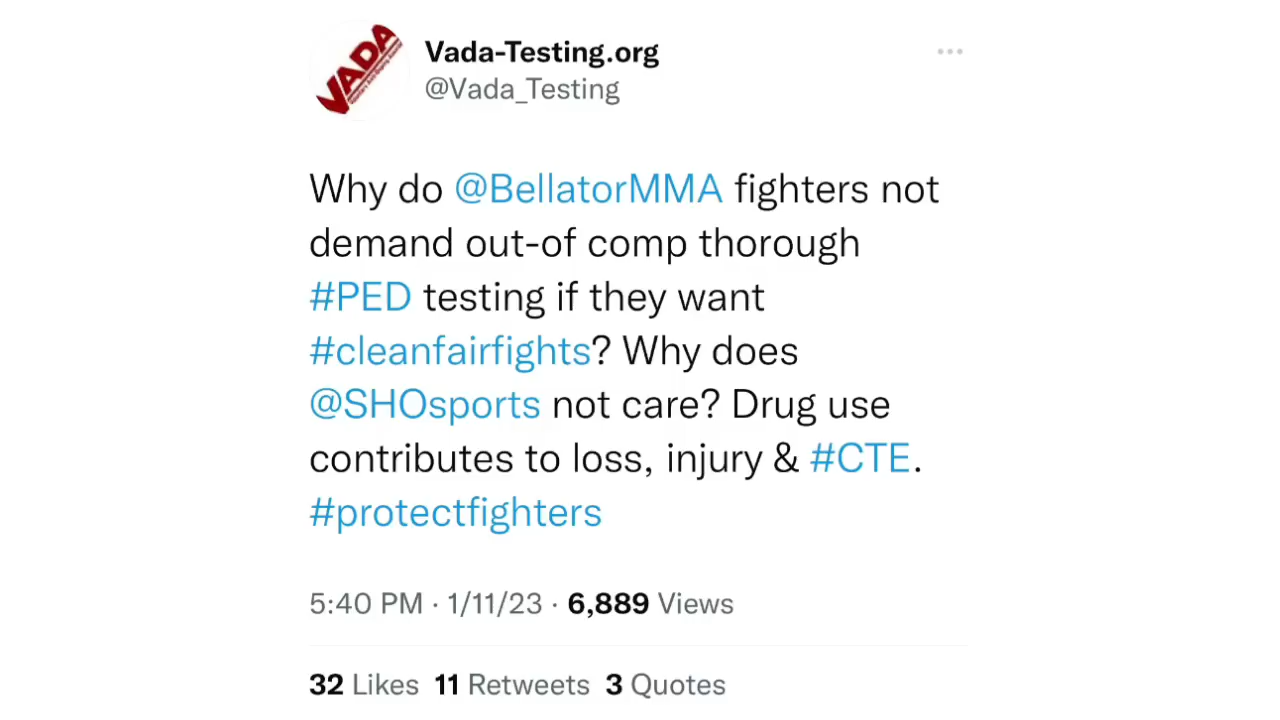 VADA
Vada-Testing.org
@Vada_Testing
Why do @BellatorMMA fighters not
demand out-of comp thorough
#PED testing if they want
#cleanfairfights? Why does
@SHOsports not care? Drug use
contributes to loss, injury & #CTE.
#protectfighters
5:40 PM · 1/11/23 · 6,889 Views
32 Likes 11 Retweets 3 Quotes